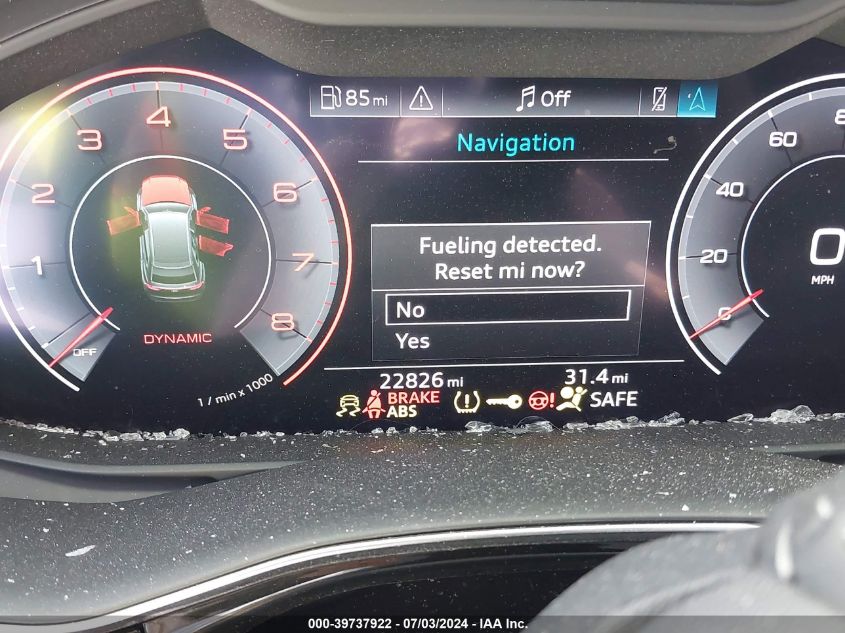 85 mi
Off
Navigation
Fueling detected.
Reset mi now?
No
Yes
1 2 3 4 5 6 7 8
OFF
DYNAMIC
1 / min x 1000
0 20 40 60
0
MPH
22826 mi 31.4 mi
BRAKE
ABS
SAFE
000-39737922 - 07/03/2024 - IAA Inc.